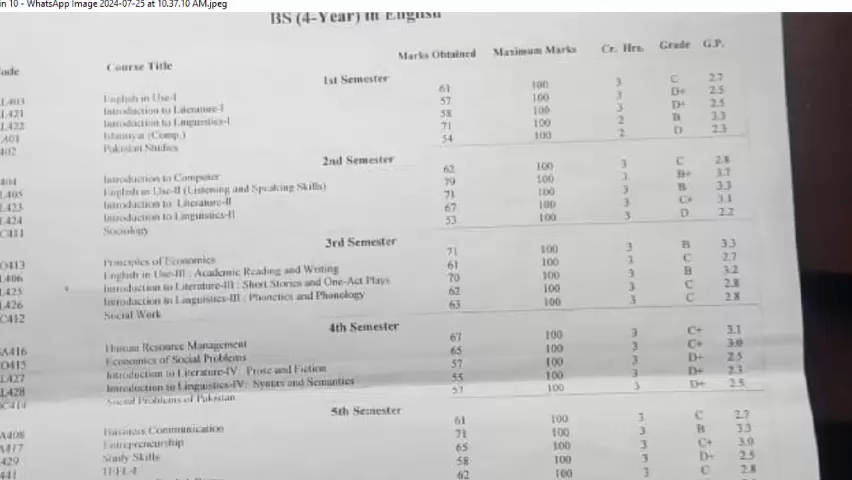 in 10 - WhatsApp Image 2024-07-25 at 10.37.10 AM.jpeg
BS (4-Year) in English
ode Course Title Marks Obtained Maximum Marks Cr. Hrs. Grade G.P.
1st Semester
L403 English in Use-I 61 100 3 C 2.7
L421 Introduction to Literature-I 57 100 3 D+ 2.5
L422 Introduction to Linguistics-I 58 100 3 D+ 2.5
A401 Islamiyat (Comp.) 71 100 2 B 3.3
402 Pakistan Studies 54 100 2 D 2.3
2nd Semester
404 Introduction to Computer 62 100 3 C 2.8
L405 English in Use-II (Listening and Speaking Skills) 79 100 3 B+ 3.7
L423 Introduction to Literature-II 71 100 3 B 3.3
L424 Introduction to Linguistics-II 67 100 3 C+ 3.1
C411 Sociology 53 100 3 D 2.2
3rd Semester
O413 Principles of Economics 71 100 3 B 3.3
L406 English in Use-III : Academic Reading and Writing 61 100 3 C 2.7
L425 Introduction to Literature-III : Short Stories and One-Act Plays 70 100 3 B 3.2
L426 Introduction to Linguistics-III : Phonetics and Phonology 62 100 3 C 2.8
C412 Social Work 63 100 3 C 2.8
4th Semester
A416 Human Resource Management 67 100 3 C+ 3.1
O415 Economics of Social Problems 65 100 3 C+ 3.0
L427 Introduction to Literature-IV: Prose and Fiction 57 100 3 D+ 2.5
L428 Introduction to Linguistics-IV: Syntax and Semantics 55 100 3 D+ 2.3
C414 Social Problems of Pakistan 57 100 3 D+ 2.5
5th Semester
A408 Business Communication 61 100 3 C 2.7
A417 Entrepreneurship 71 100 3 B 3.3
429 Study Skills 65 100 3 C+ 3.0
441 TEFL-I 58 100 3 D+ 2.5
62 100 3 C 2.8